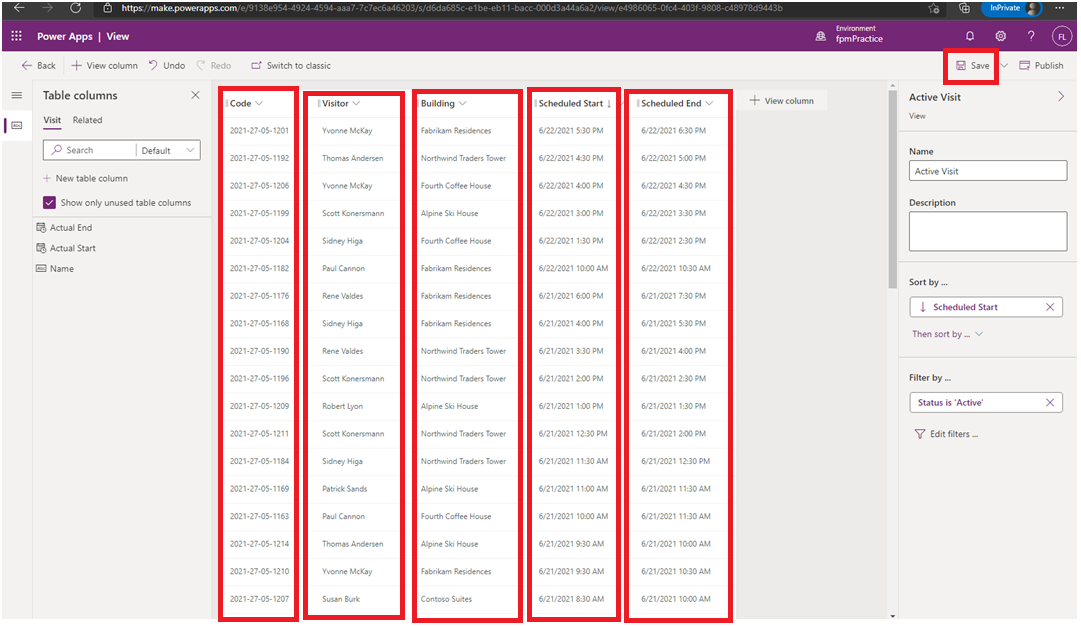 https://make.powerapps.com/e/9138e954-4924-4594-aaa7-7c7ec6a46203/s/d6da685c-e1be-eb11-bacc-000d3a44a6a2/view/e4986065-0fc4-403f-9808-c48978d9443b
InPrivate
Power Apps | View
Environment
fpmPractice
FL
Back
View column
Undo
Redo
Switch to classic
Save
Publish
Table columns
Visit Related
Search
Default
New table column
Show only unused table columns
Actual End
Actual Start
Name
Code Visitor Building Scheduled Start Scheduled End
View column
2021-27-05-1201 Yvonne McKay Fabrikam Residences 6/22/2021 5:30 PM 6/22/2021 6:30 PM
2021-27-05-1192 Thomas Andersen Northwind Traders Tower 6/22/2021 4:30 PM 6/22/2021 5:00 PM
2021-27-05-1206 Yvonne McKay Fourth Coffee House 6/22/2021 4:00 PM 6/22/2021 4:30 PM
2021-27-05-1199 Scott Konersmann Alpine Ski House 6/22/2021 3:00 PM 6/22/2021 3:30 PM
2021-27-05-1204 Sidney Higa Fourth Coffee House 6/22/2021 1:30 PM 6/22/2021 2:30 PM
2021-27-05-1182 Paul Cannon Fabrikam Residences 6/22/2021 10:00 AM 6/22/2021 10:30 AM
2021-27-05-1176 Rene Valdes Fabrikam Residences 6/21/2021 6:00 PM 6/21/2021 7:30 PM
2021-27-05-1168 Sidney Higa Fabrikam Residences 6/21/2021 4:00 PM 6/21/2021 5:30 PM
2021-27-05-1190 Rene Valdes Northwind Traders Tower 6/21/2021 3:30 PM 6/21/2021 4:00 PM
2021-27-05-1196 Scott Konersmann Northwind Traders Tower 6/21/2021 2:00 PM 6/21/2021 2:30 PM
2021-27-05-1209 Robert Lyon Alpine Ski House 6/21/2021 1:00 PM 6/21/2021 1:30 PM
2021-27-05-1211 Scott Konersmann Northwind Traders Tower 6/21/2021 12:30 PM 6/21/2021 2:00 PM
2021-27-05-1184 Sidney Higa Northwind Traders Tower 6/21/2021 11:30 AM 6/21/2021 12:30 PM
2021-27-05-1169 Patrick Sands Alpine Ski House 6/21/2021 11:00 AM 6/21/2021 11:30 AM
2021-27-05-1163 Paul Cannon Fourth Coffee House 6/21/2021 10:00 AM 6/21/2021 11:30 AM
2021-27-05-1214 Thomas Andersen Alpine Ski House 6/21/2021 9:30 AM 6/21/2021 10:00 AM
2021-27-05-1210 Yvonne McKay Fabrikam Residences 6/21/2021 9:30 AM 6/21/2021 10:30 AM
2021-27-05-1207 Susan Burk Contoso Suites 6/21/2021 8:30 AM 6/21/2021 10:00 AM
Active Visit
View
Name
Active Visit
Description
Sort by ...
Scheduled Start
Then sort by ...
Filter by ...
Status is 'Active'
Edit filters ...